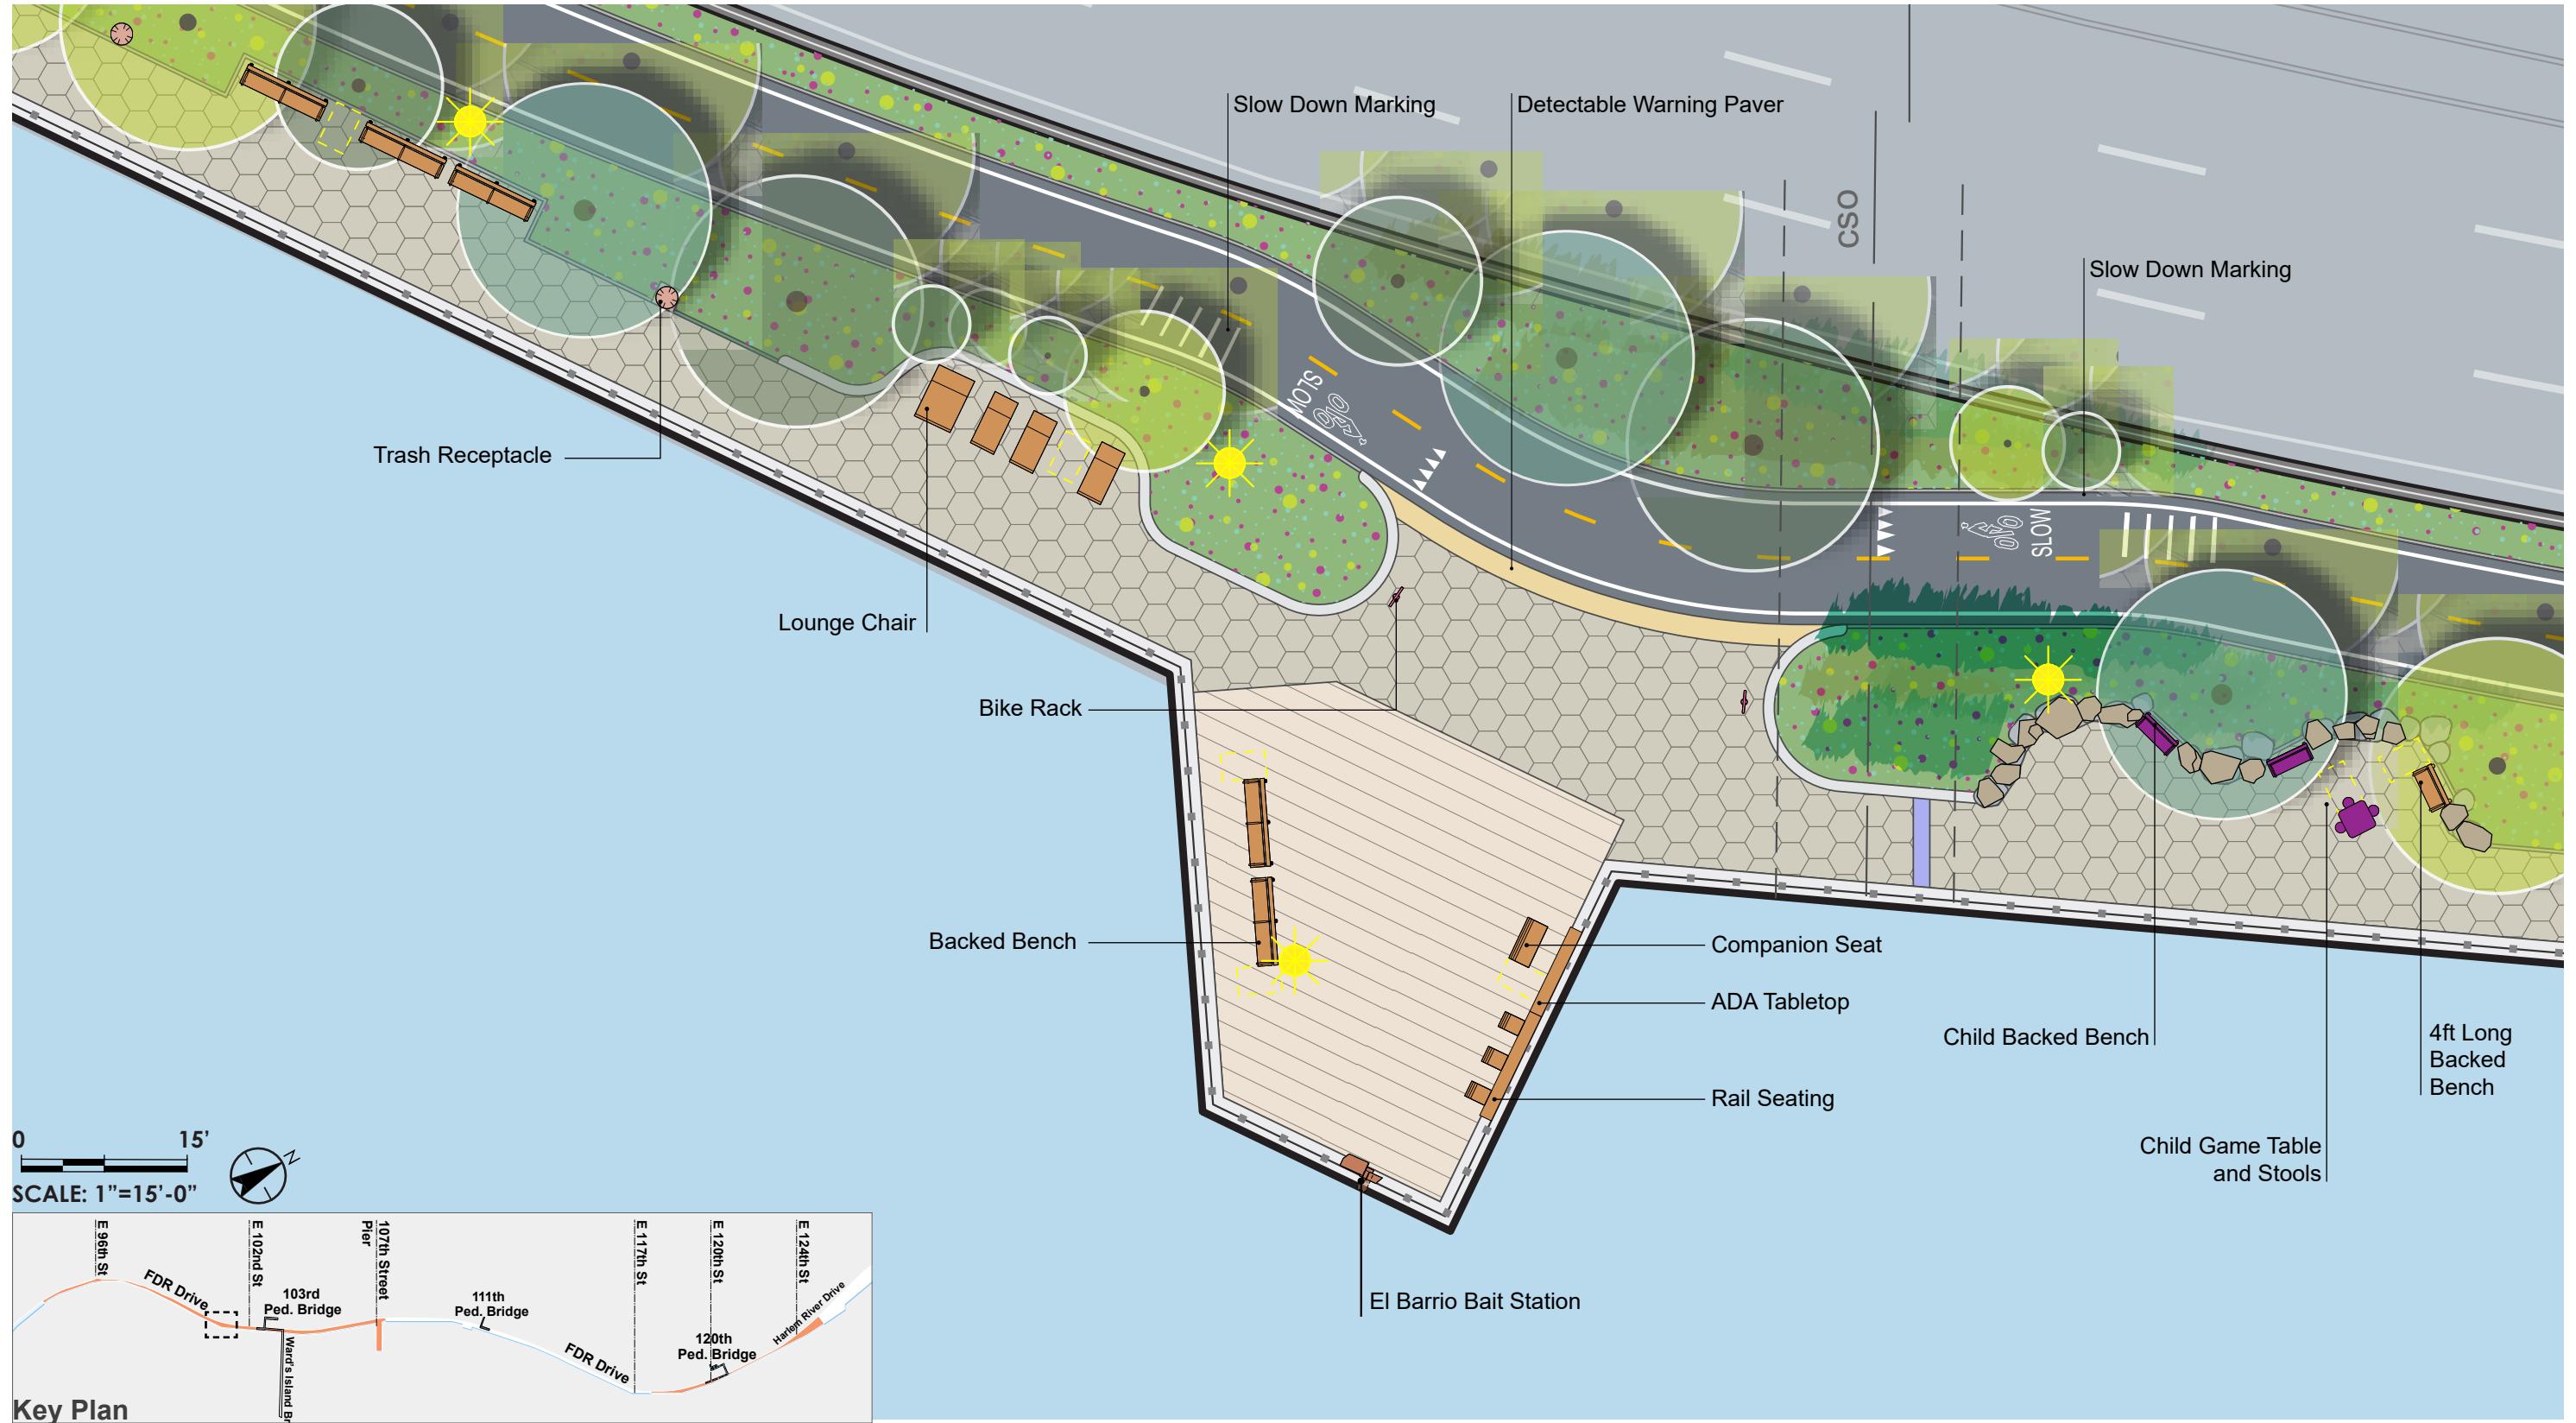 Slow Down Marking
Detectable Warning Paver
CSO
Slow Down Marking
SLOW
SLOW
Trash Receptacle
Lounge Chair
Bike Rack
Backed Bench
Companion Seat
ADA Tabletop
Rail Seating
Child Backed Bench
4ft Long
Backed
Bench
Child Game Table
and Stools
El Barrio Bait Station
0 15’
SCALE: 1”=15’-0”
N
E 96th St
E 102nd St
107th Street
Pier
E 117th St
E 120th St
E 124th St
FDR Drive
103rd
Ped. Bridge
111th
Ped. Bridge
Harlem River Drive
120th
Ped. Bridge
FDR Drive
Ward's Island Br
Key Plan